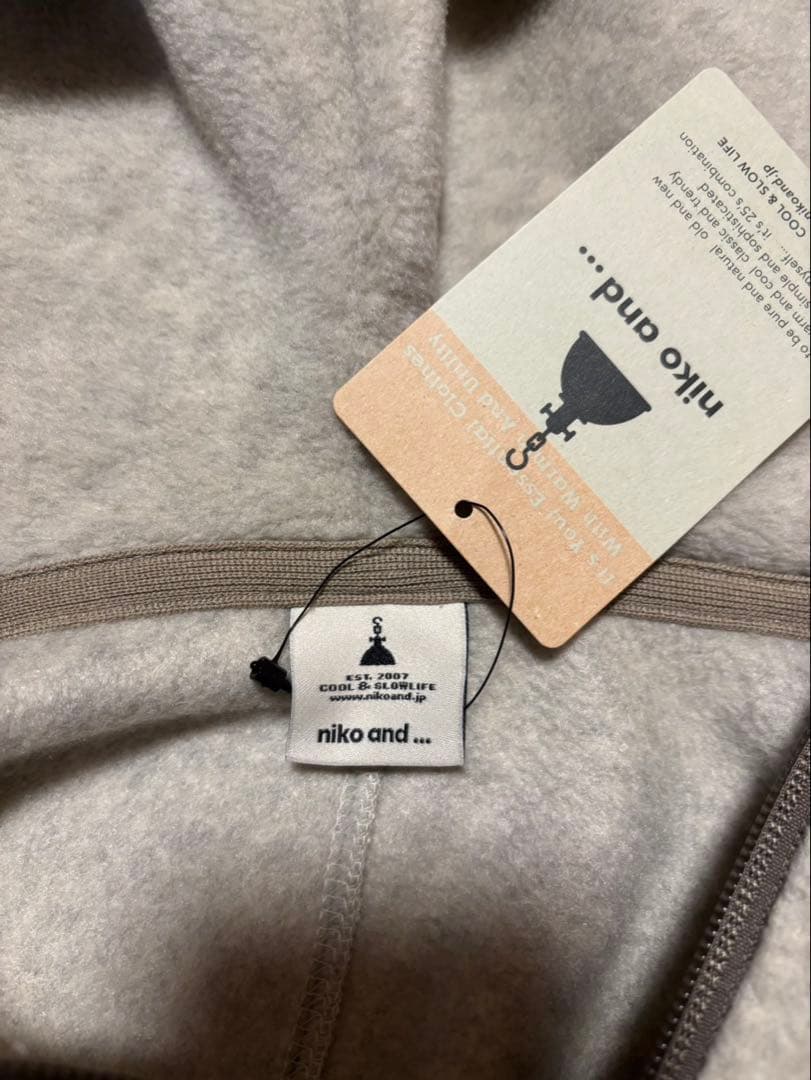 It's Your Essential Clothes
With Warmth And Utility
niko and...
to be pure and natural
old and new
cool classic and trendy
simple and sophisticated
it's 25's combination
COOL & SLOW LIFE
nikoand.jp
EST. 2007
COOL & SLOWLIFE
www.nikoand.jp
niko and ...